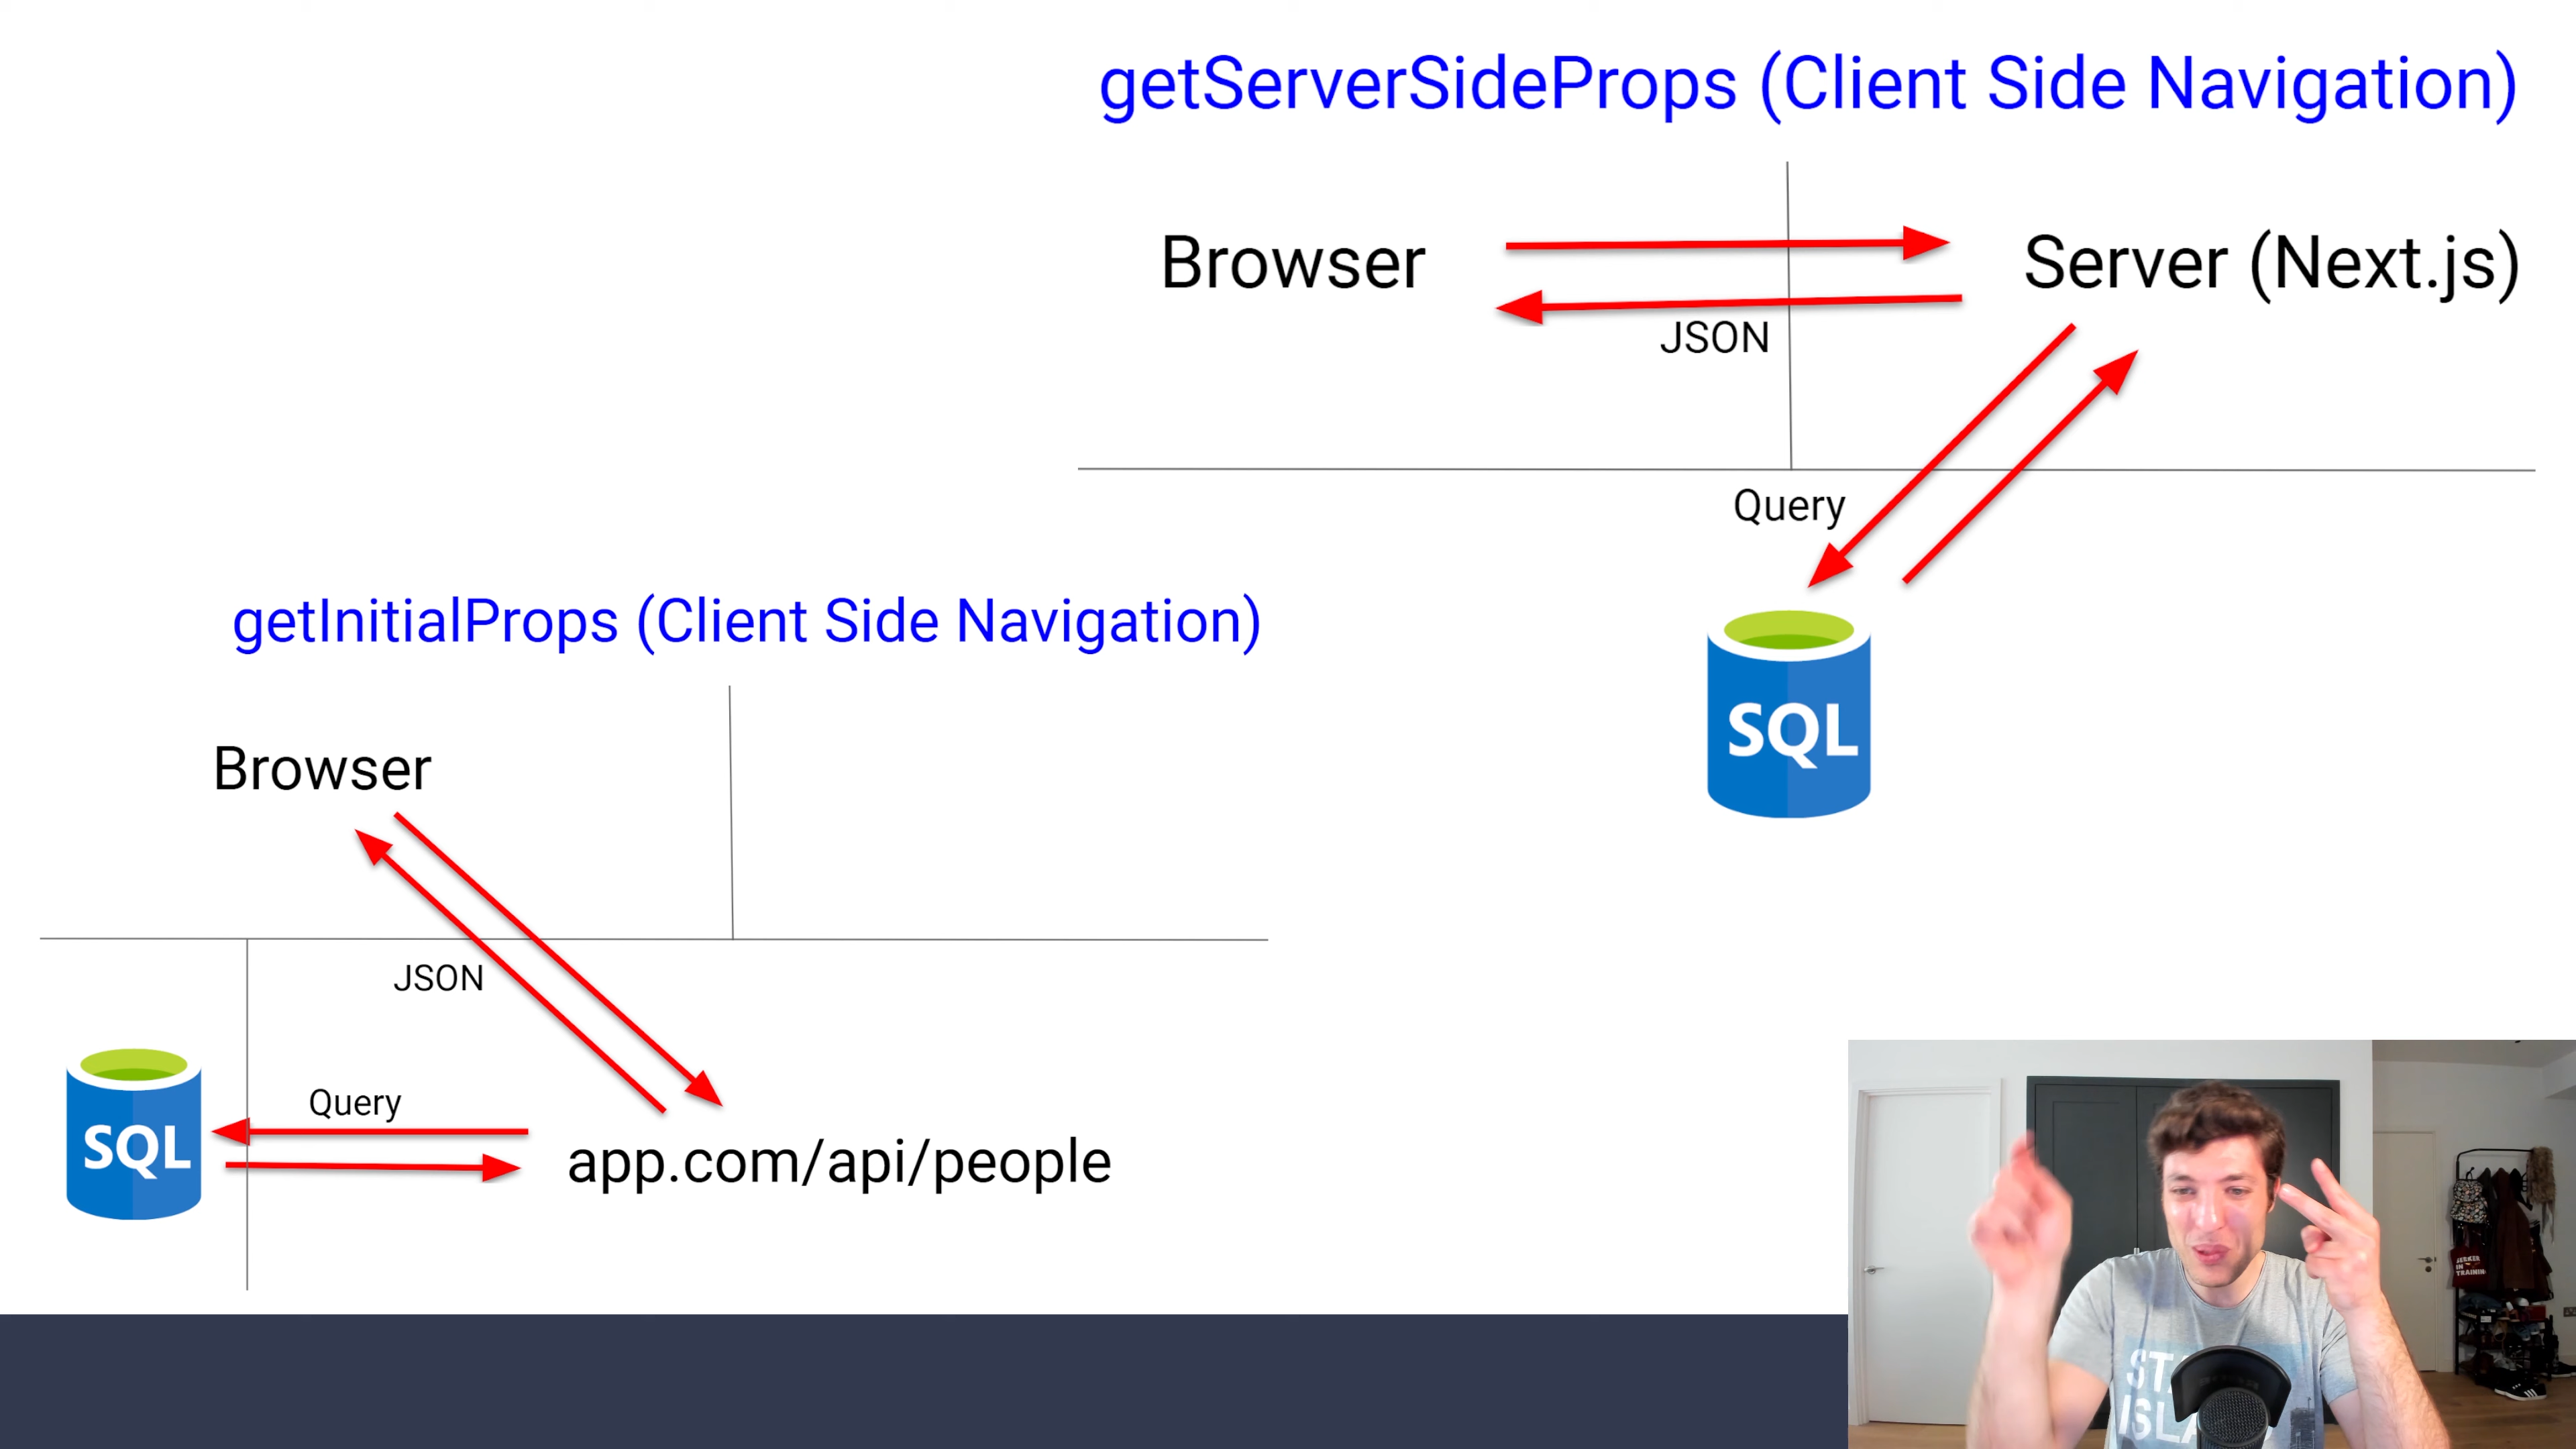 getServerSideProps (Client Side Navigation)
Browser
Server (Next.js)
JSON
Query
SQL
getInitialProps (Client Side Navigation)
Browser
JSON
SQL
Query
app.com/api/people
IN